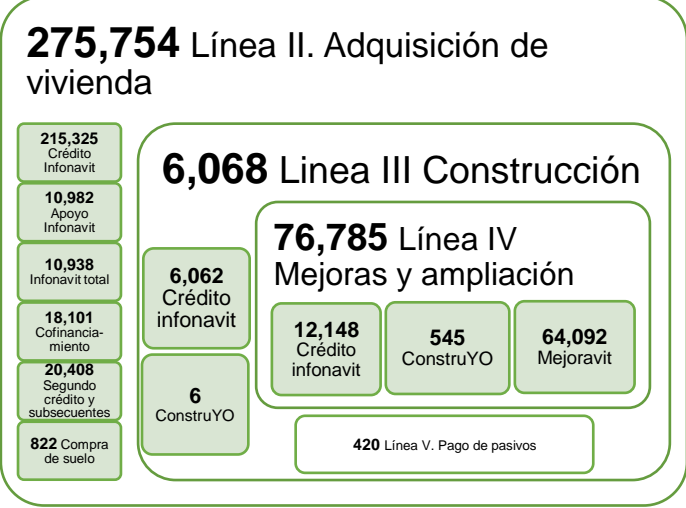 275,754 Línea II. Adquisición de
vivienda
215,325
Crédito
Infonavit
10,982
Apoyo
Infonavit
10,938
Infonavit total
18,101
Cofinancia-
miento
20,408
Segundo
crédito y
subsecuentes
822 Compra
de suelo
6,068 Linea III Construcción
6,062
Crédito
infonavit
6
ConstruYO
76,785 Línea IV
Mejoras y ampliación
12,148
Crédito
infonavit
545
ConstruYO
64,092
Mejoravit
420 Línea V. Pago de pasivos